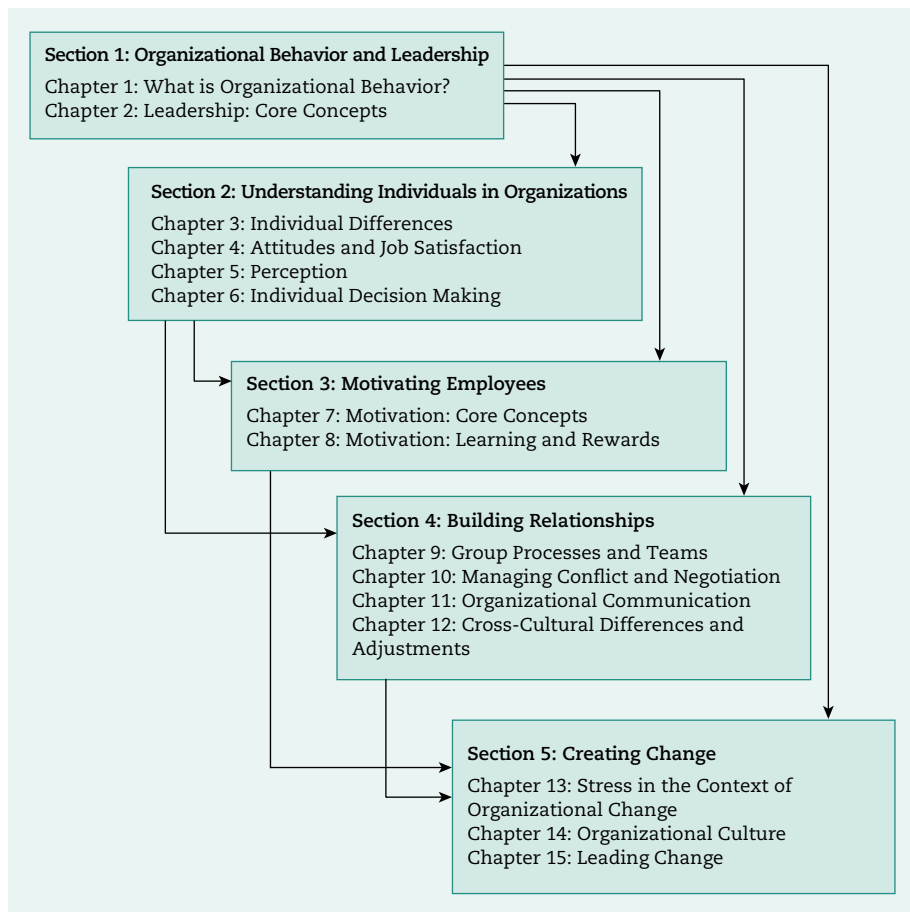 Section 1: Organizational Behavior and Leadership
Chapter 1: What is Organizational Behavior?
Chapter 2: Leadership: Core Concepts
Section 2: Understanding Individuals in Organizations
Chapter 3: Individual Differences
Chapter 4: Attitudes and Job Satisfaction
Chapter 5: Perception
Chapter 6: Individual Decision Making
Section 3: Motivating Employees
Chapter 7: Motivation: Core Concepts
Chapter 8: Motivation: Learning and Rewards
Section 4: Building Relationships
Chapter 9: Group Processes and Teams
Chapter 10: Managing Conflict and Negotiation
Chapter 11: Organizational Communication
Chapter 12: Cross-Cultural Differences and
Adjustments
Section 5: Creating Change
Chapter 13: Stress in the Context of
Organizational Change
Chapter 14: Organizational Culture
Chapter 15: Leading Change